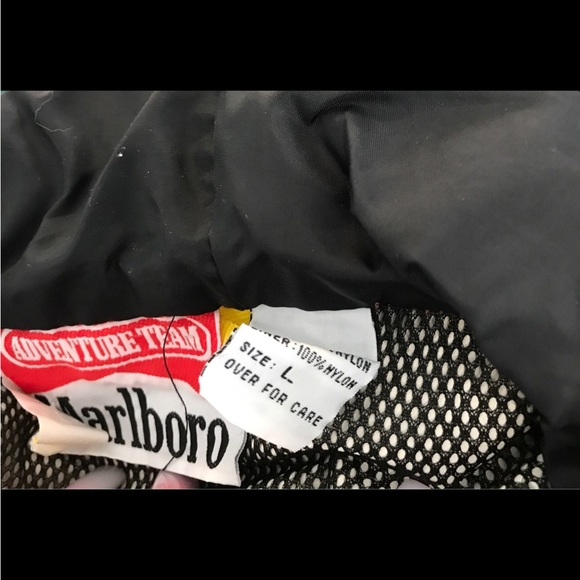 ADVENTURE TEAM
Marlboro
100% NYLON
SIZE: L.
OVER FOR CARE